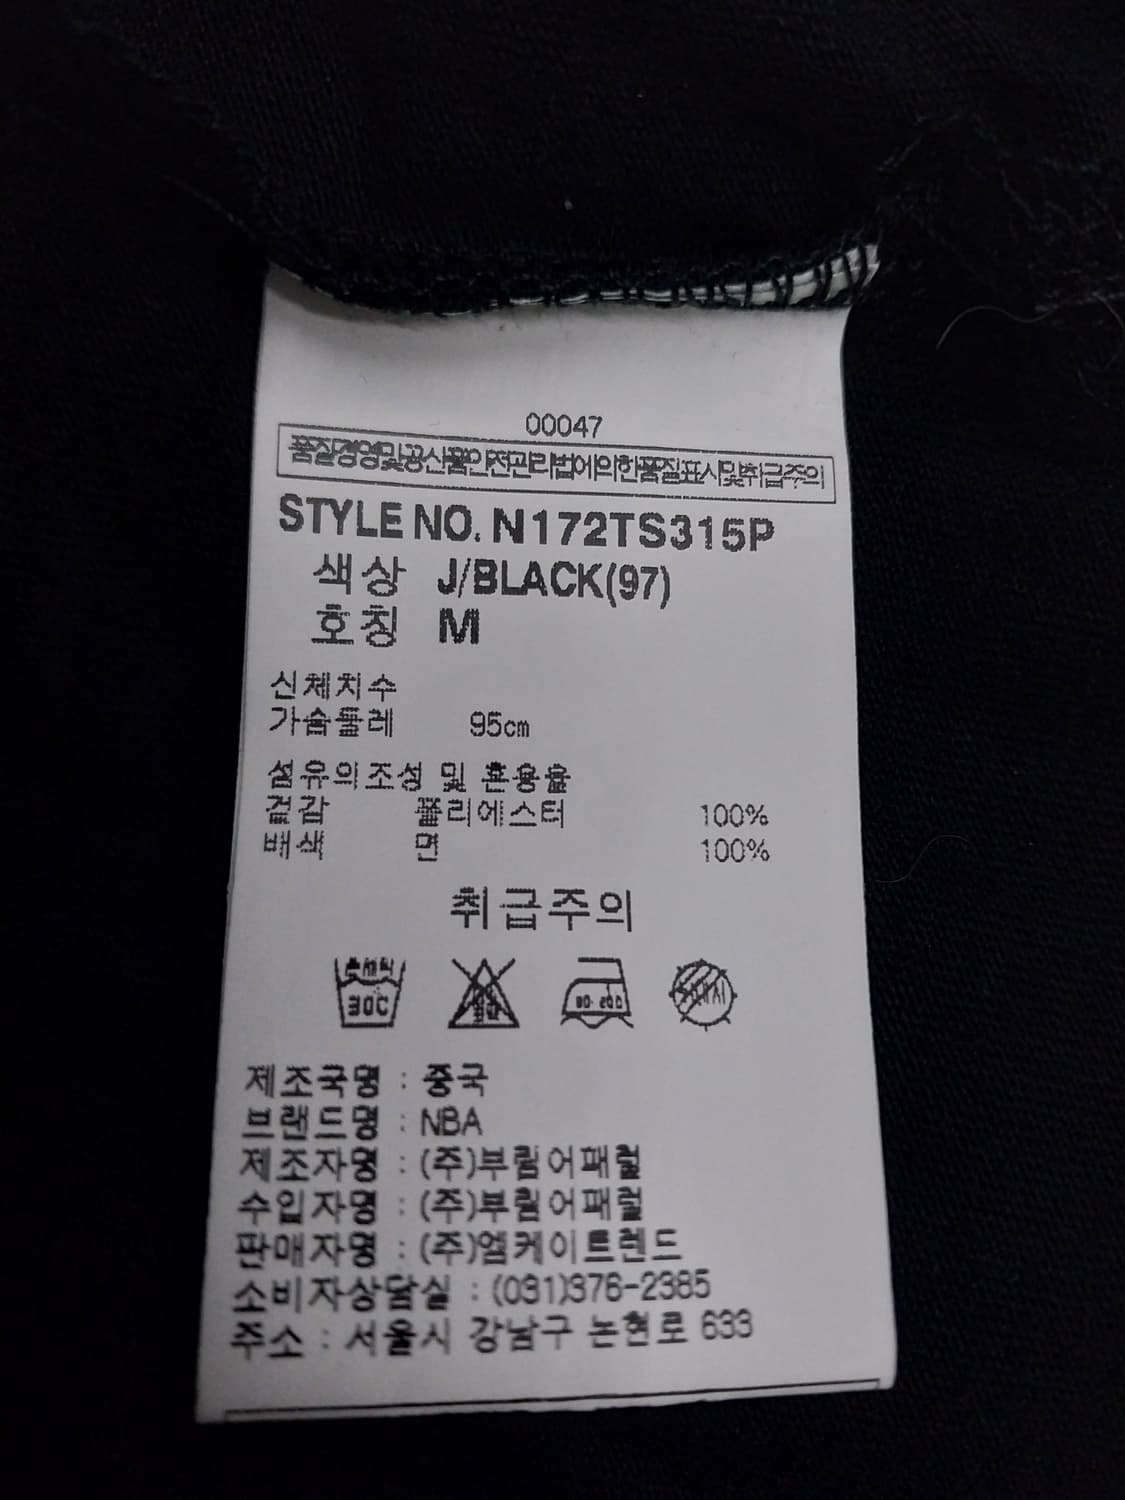 00047
품질경영및공산품안전관리법에의한품질표시및취급주의
STYLE NO. N172TS315P
색상 J/BLACK(97)
호칭 M
신체치수
가슴둘레 95cm
섬유의조성 및 혼용율
겉감 폴리에스터 100%
배색 면 100%
취급주의
제조국명 : 중국
브랜드명 : NBA
제조자명 : (주)부림어패럴
수입자명 : (주)부림어패럴
판매자명 : (주)엠케이트렌드
소비자상담실 : (031)376-2385
주소 : 서울시 강남구 논현로 633